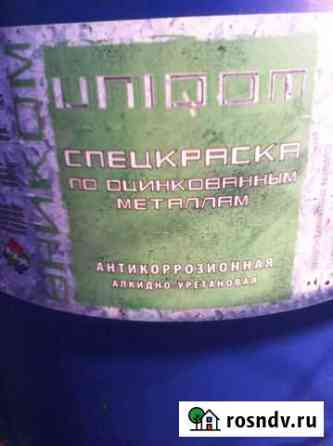 UNIQOM
СПЕЦКРАСКА
ПО ОЦИНКОВАННЫМ
МЕТАЛЛАМ
АНТИКОРРОЗИОННАЯ
АЛКИДНО УРЕТАНОВАЯ
rosndv.ru